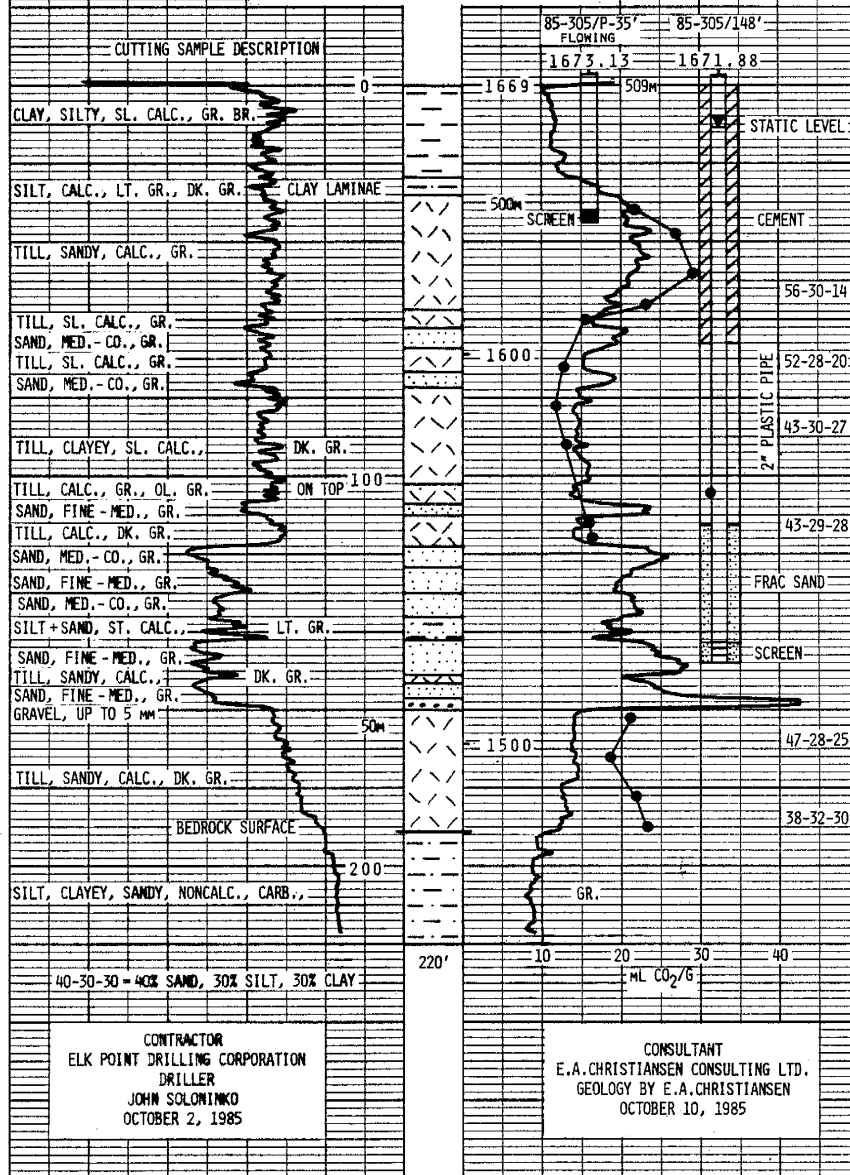 85-305/P-35' 85-305/148'
FLOWING
CUTTING SAMPLE DESCRIPTION
1673.13 1671.88
0 1669 509M
CLAY, SILTY, SL. CALC., GR. BR.
STATIC LEVEL
SILT, CALC., LT. GR., DK. GR. CLAY LAMINAE
500M
SCREEN CEMENT
TILL, SANDY, CALC., GR.
56-30-14
TILL, SL. CALC., GR.
SAND, MED.-CO., GR.
1600
TILL, SL. CALC., GR. 52-28-20
SAND, MED.-CO., GR.
2" PLASTIC PIPE
43-30-27
TILL, CLAYEY, SL. CALC., DK. GR.
100
TILL, CALC., GR., OL. GR. ON TOP
SAND, FINE-MED., GR.
43-29-28
TILL, CALC., DK. GR.
SAND, MED.-CO., GR.
SAND, FINE-MED., GR. FRAC SAND
SAND, MED.-CO., GR.
SILT+SAND, ST. CALC., LT. GR.
SCREEN
SAND, FINE-MED., GR.
TILL, SANDY, CALC., DK. GR.
SAND, FINE-MED., GR.
GRAVEL, UP TO 5 MM
50M
1500 47-28-25
TILL, SANDY, CALC., DK. GR.
38-32-30
BEDROCK SURFACE
200
SILT, CLAYEY, SANDY, NONCALC., CARB., GR.
220' 10 20 30 40
ML CO2/G
40-30-30 = 40% SAND, 30% SILT, 30% CLAY
CONTRACTOR
ELK POINT DRILLING CORPORATION
DRILLER
JOHN SOLONINKO
OCTOBER 2, 1985
CONSULTANT
E.A.CHRISTIANSEN CONSULTING LTD.
GEOLOGY BY E.A.CHRISTIANSEN
OCTOBER 10, 1985